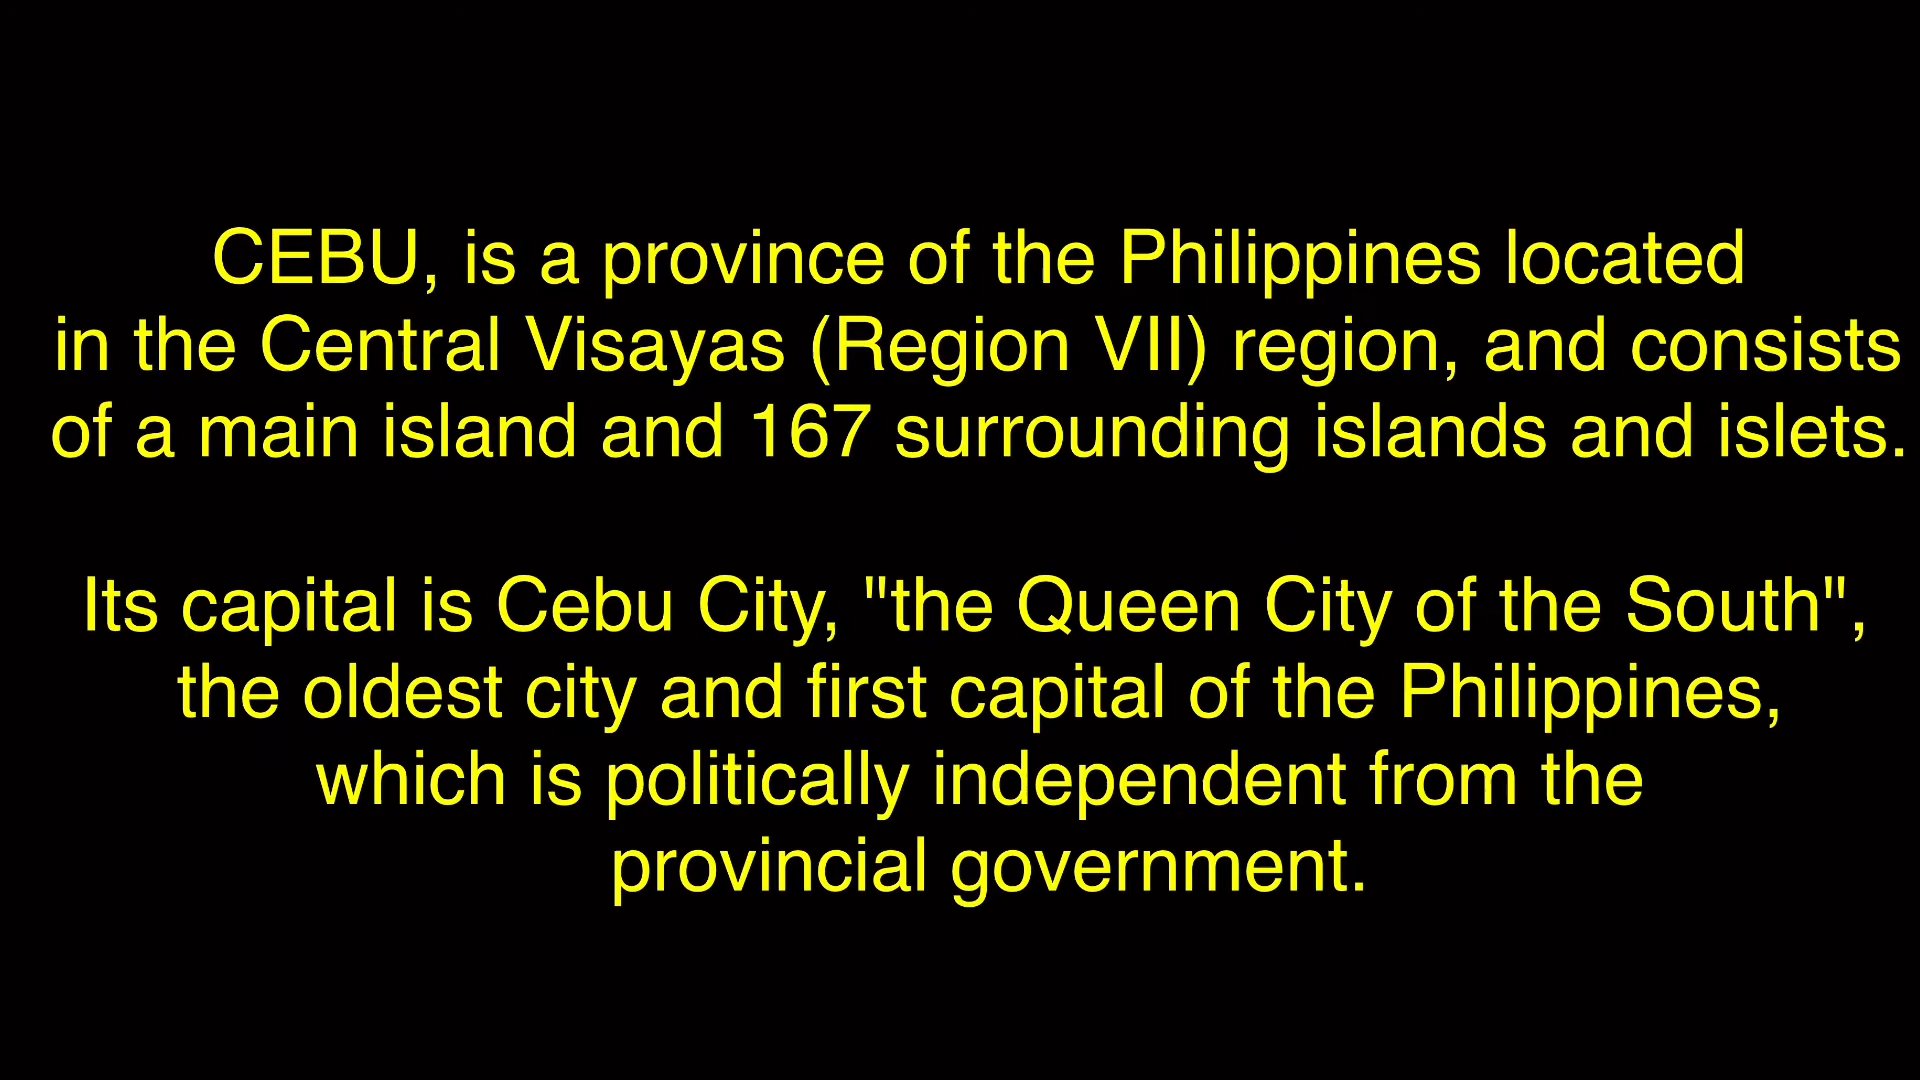 CEBU, is a province of the Philippines located
in the Central Visayas (Region VII) region, and consists
of a main island and 167 surrounding islands and islets.
Its capital is Cebu City, "the Queen City of the South",
the oldest city and first capital of the Philippines,
which is politically independent from the
provincial government.